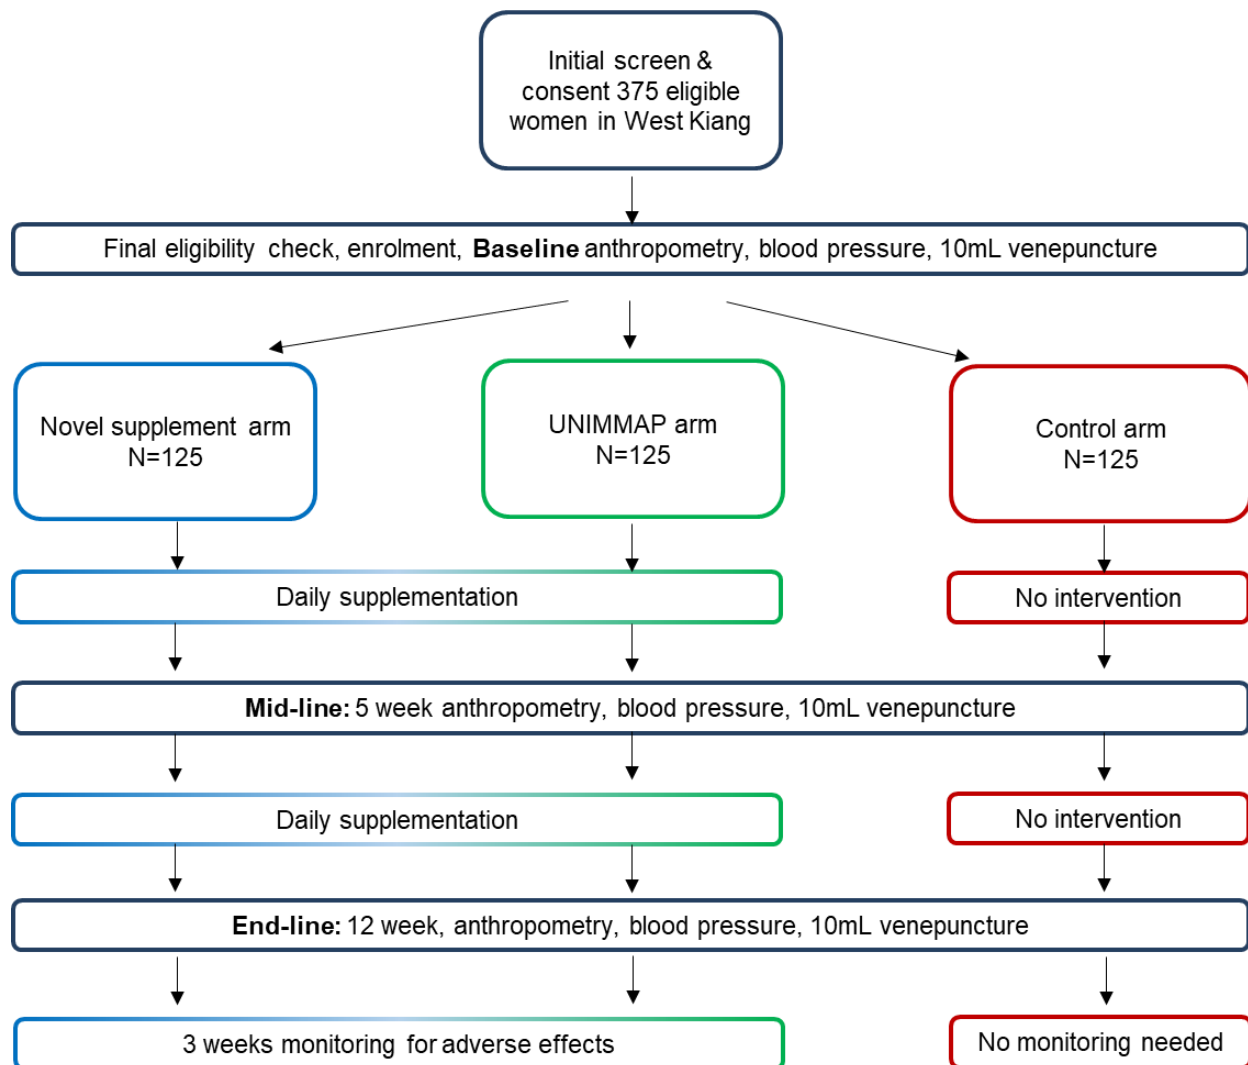 Initial screen &
consent 375 eligible
women in West Kiang
Final eligibility check, enrolment, Baseline anthropometry, blood pressure, 10mL venepuncture
Novel supplement arm
N=125
UNIMMAP arm
N=125
Control arm
N=125
Daily supplementation
No intervention
Mid-line: 5 week anthropometry, blood pressure, 10mL venepuncture
Daily supplementation
No intervention
End-line: 12 week, anthropometry, blood pressure, 10mL venepuncture
3 weeks monitoring for adverse effects
No monitoring needed